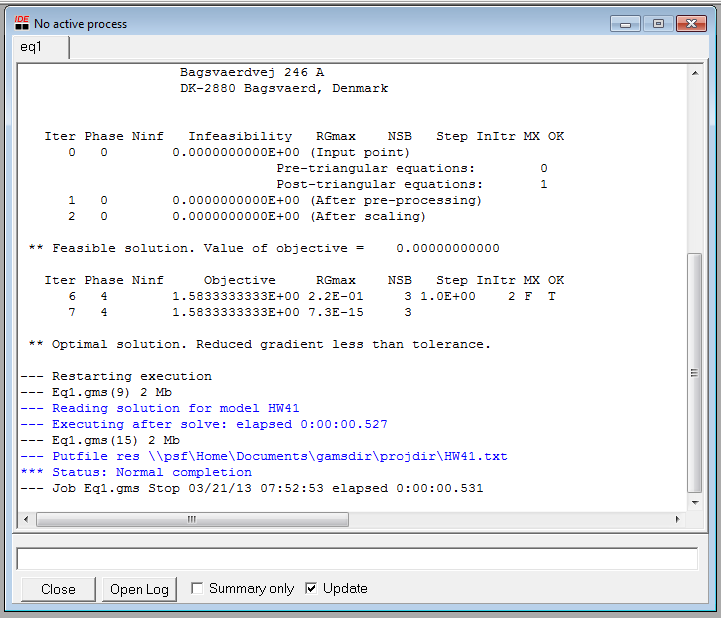 IDE No active process
eq1
Bagsvaerdvej 246 A
DK-2880 Bagsvaerd, Denmark
Iter Phase Ninf Infeasibility RGmax NSB Step InItr MX OK
0 0 0.0000000000E+00 (Input point)
Pre-triangular equations: 0
Post-triangular equations: 1
1 0 0.0000000000E+00 (After pre-processing)
2 0 0.0000000000E+00 (After scaling)
** Feasible solution. Value of objective = 0.00000000000
Iter Phase Ninf Objective RGmax NSB Step InItr MX OK
6 4 1.5833333333E+00 2.2E-01 3 1.0E+00 2 F T
7 4 1.5833333333E+00 7.3E-15 3
** Optimal solution. Reduced gradient less than tolerance.
--- Restarting execution
--- Eq1.gms(9) 2 Mb
--- Reading solution for model HW41
--- Executing after solve: elapsed 0:00:00.527
--- Eq1.gms(15) 2 Mb
--- Putfile res \\psf\Home\Documents\gamsdir\projdir\HW41.txt
*** Status: Normal completion
--- Job Eq1.gms Stop 03/21/13 07:52:53 elapsed 0:00:00.531
Close Open Log Summary only Update